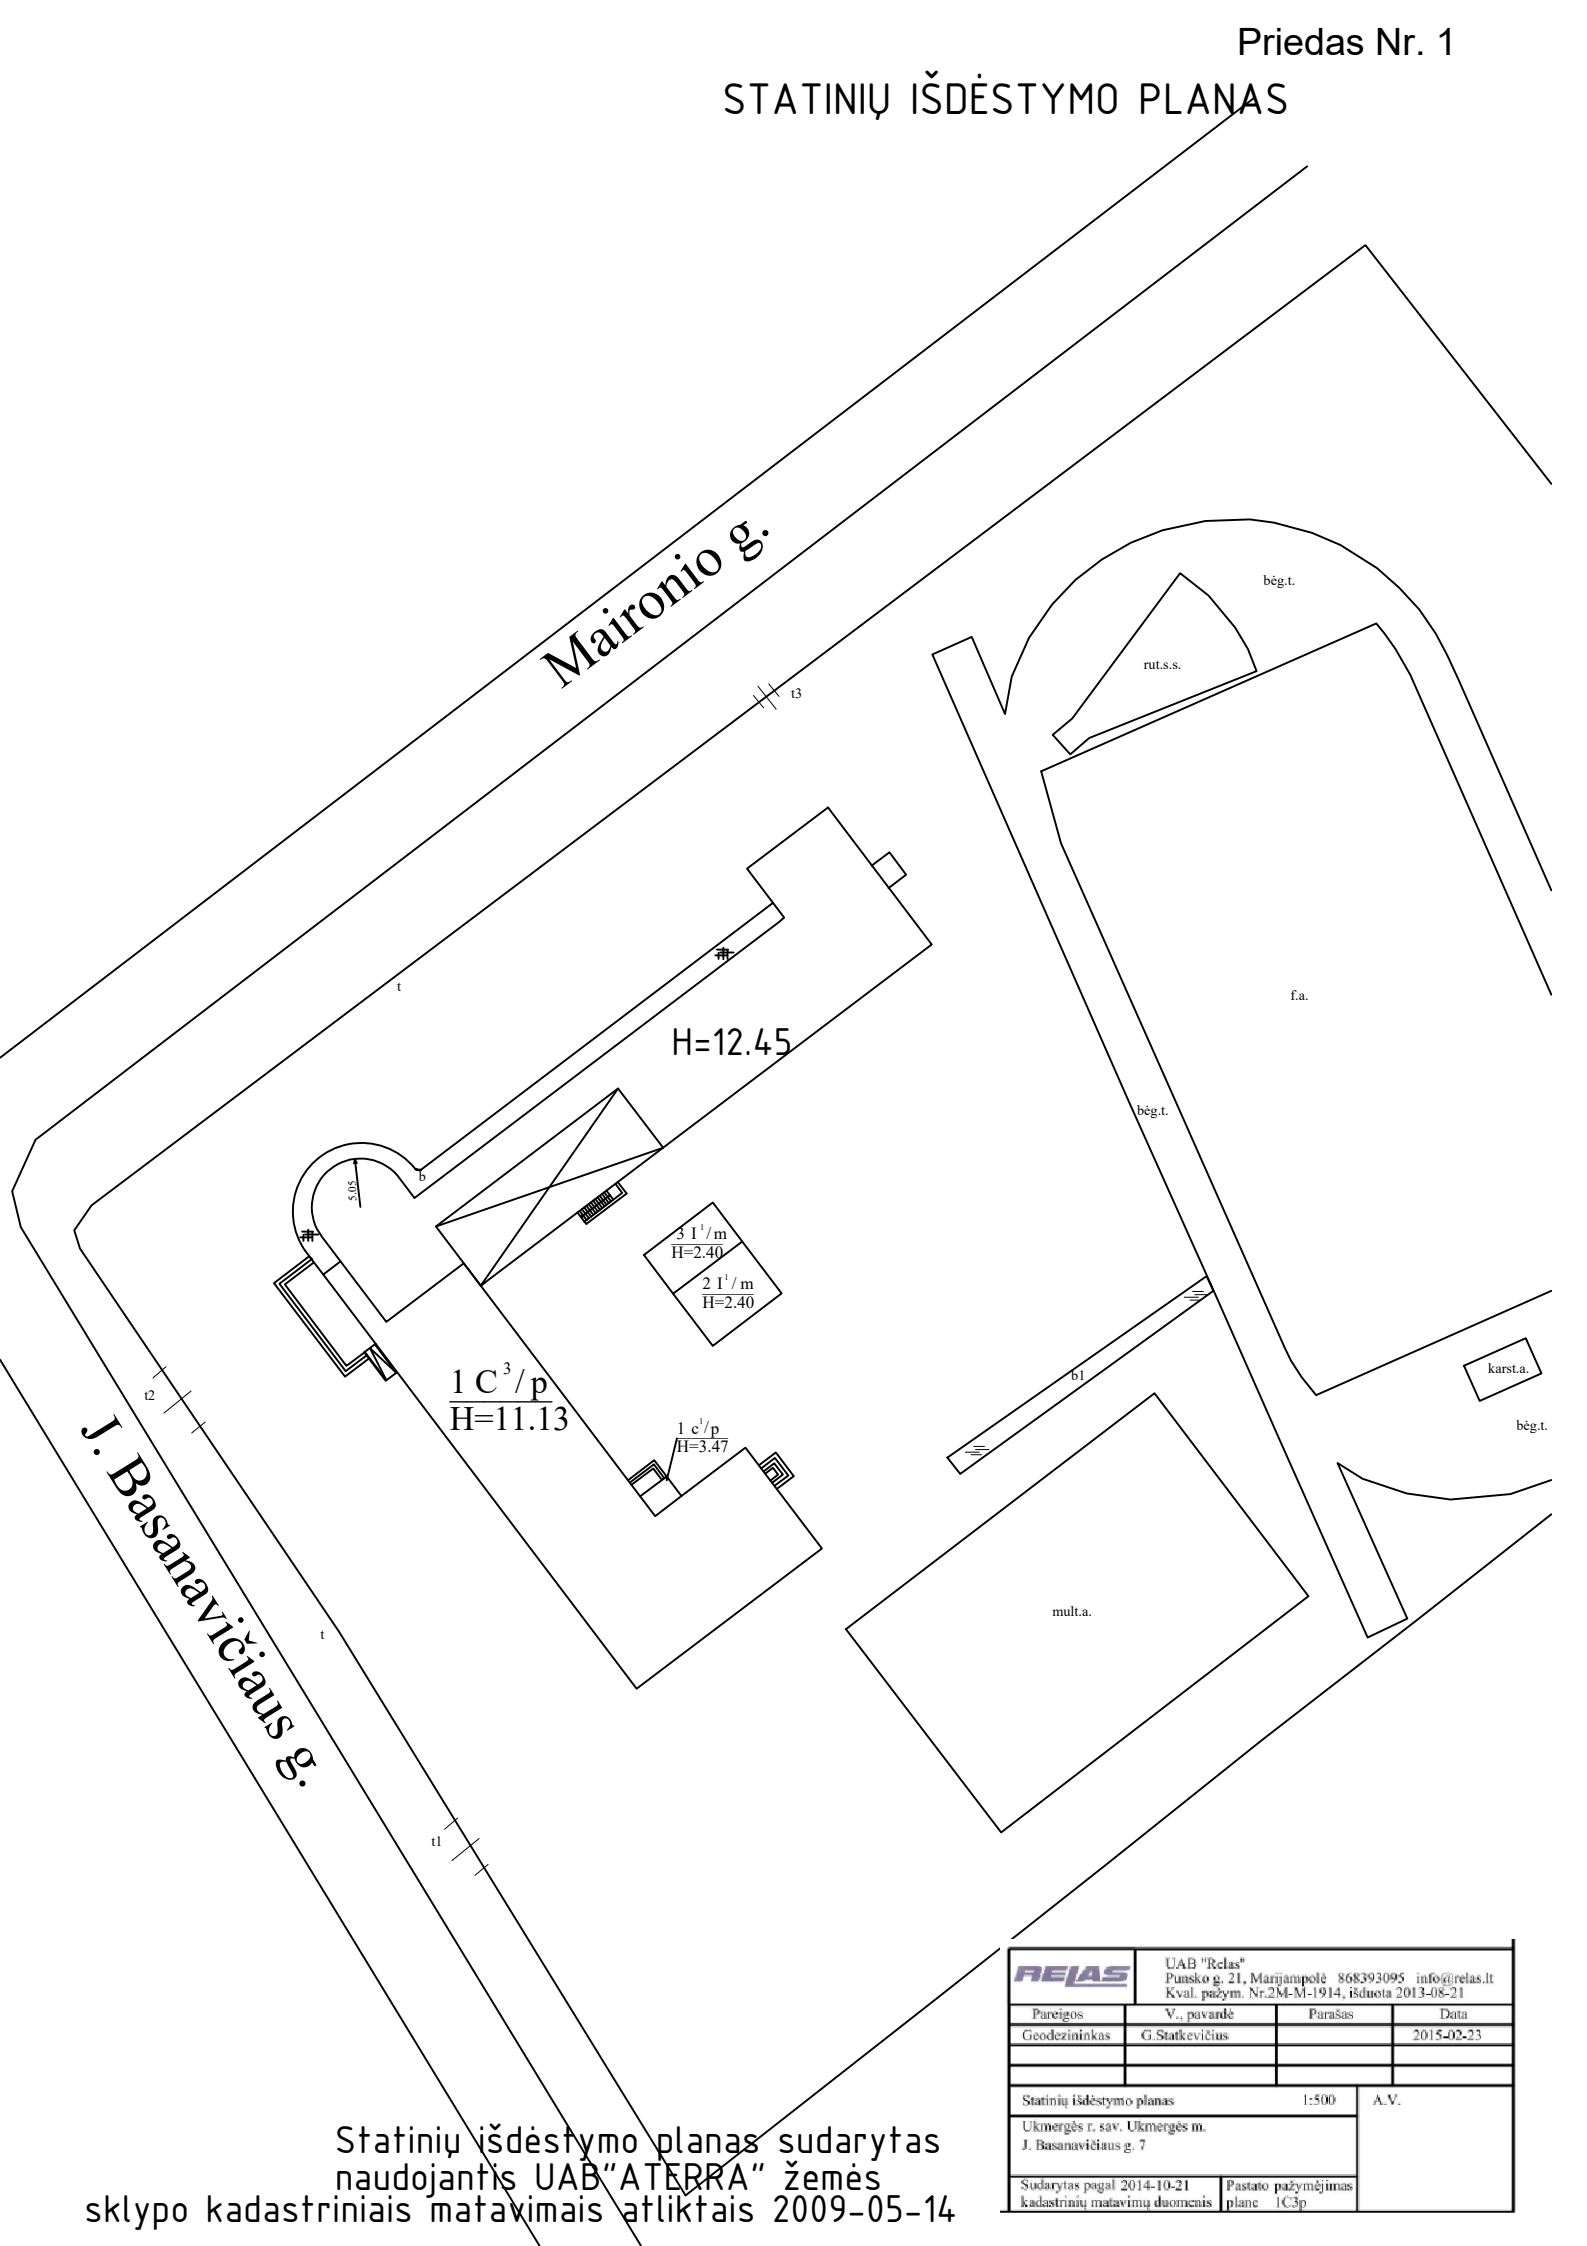 Priedas Nr. 1
STATINIŲ IŠDĖSTYMO PLANAS
Maironio g.
bėg.t.
rut.s.s.
t3
t
f.a.
H=12.45
bėg.t.
b
5.05
3 I¹/m
H=2.40
2 I¹/m
H=2.40
t2
1 C³/p
H=11.13
b1
karst.a.
bėg.t.
1 c¹/p
H=3.47
J. Basanavičiaus g.
t
mult.a.
t1
RELAS
UAB "Relas"
Punsko g. 21, Marijampolė 868393095 info@relas.lt
Kval. pažym. Nr.2M-M-1914, išduota 2013-08-21
Pareigos V., pavardė Parašas Data
Geodezininkas G.Statkevičius 2015-02-23
Statinių išdėstymo planas 1:500 A.V.
Ukmergės r. sav. Ukmergės m.
J. Basanavičiaus g. 7
Sudarytas pagal 2014-10-21
kadastrinių matavimų duomenis
Pastato pažymėjimas
plane 1C3p
Statinių išdėstymo planas sudarytas
naudojantis UAB"ATERRA" žemės
sklypo kadastriniais matavimais atliktais 2009-05-14